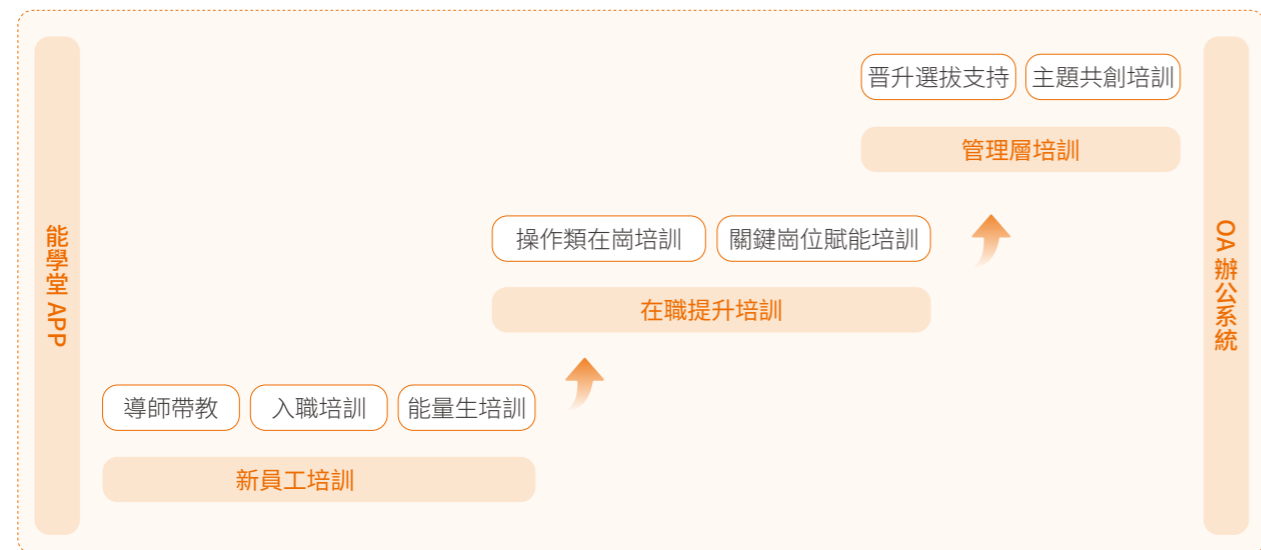 能學堂 APP
晋升選拔支持
主題共創培訓
管理層培訓
操作類在崗培訓
關鍵崗位賦能培訓
在職提升培訓
導師帶教
入職培訓
能量生培訓
新員工培訓
OA 辦公系統